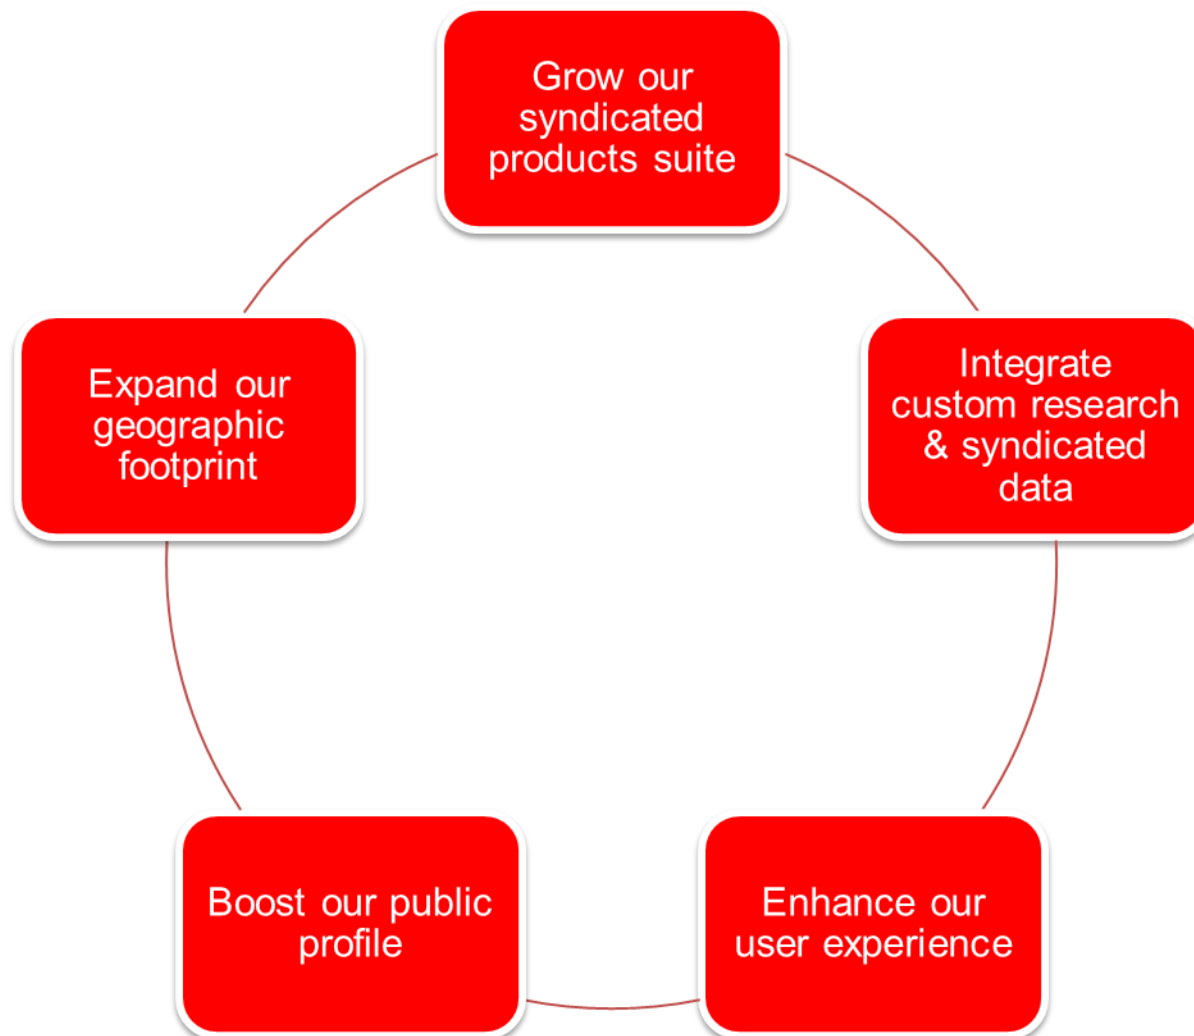 Grow our
syndicated
products suite
Integrate
custom research
& syndicated
data
Enhance our
user experience
Boost our public
profile
Expand our
geographic
footprint